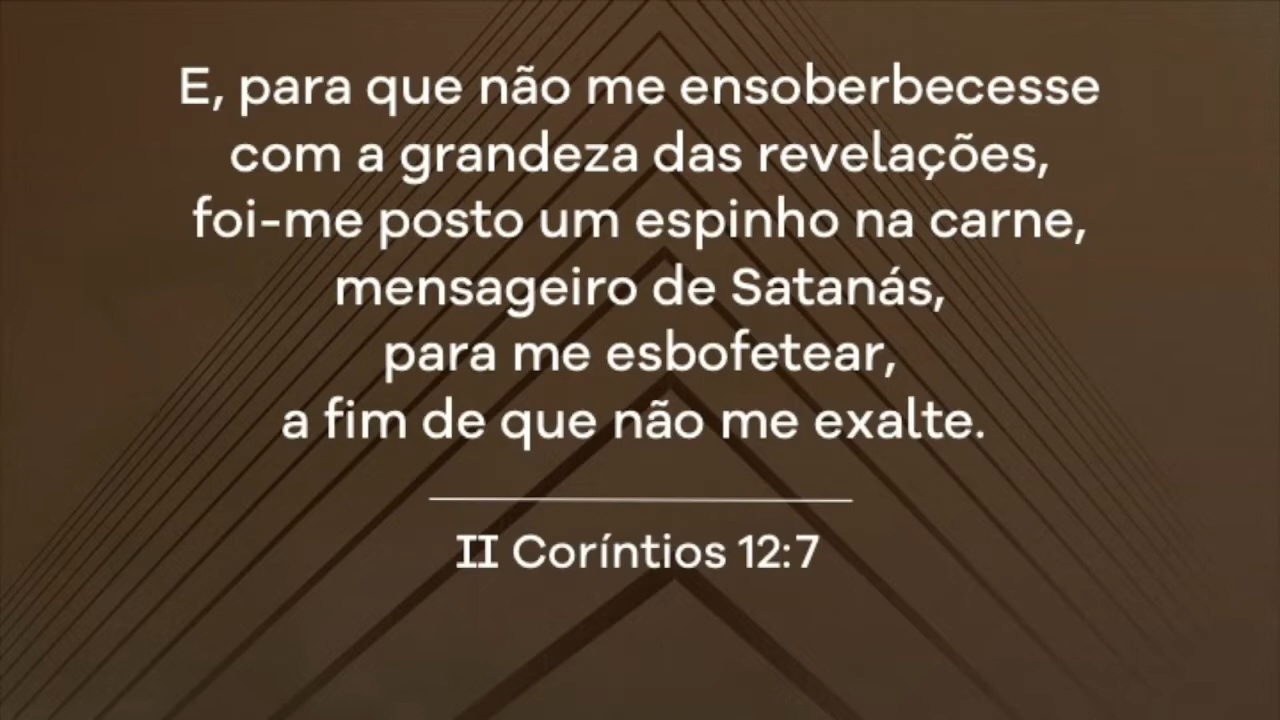 E, para que não me ensoberbecesse
com a grandeza das revelações,
foi-me posto um espinho na carne,
mensageiro de Satanás,
para me esbofetear,
a fim de que não me exalte.
II Coríntios 12:7